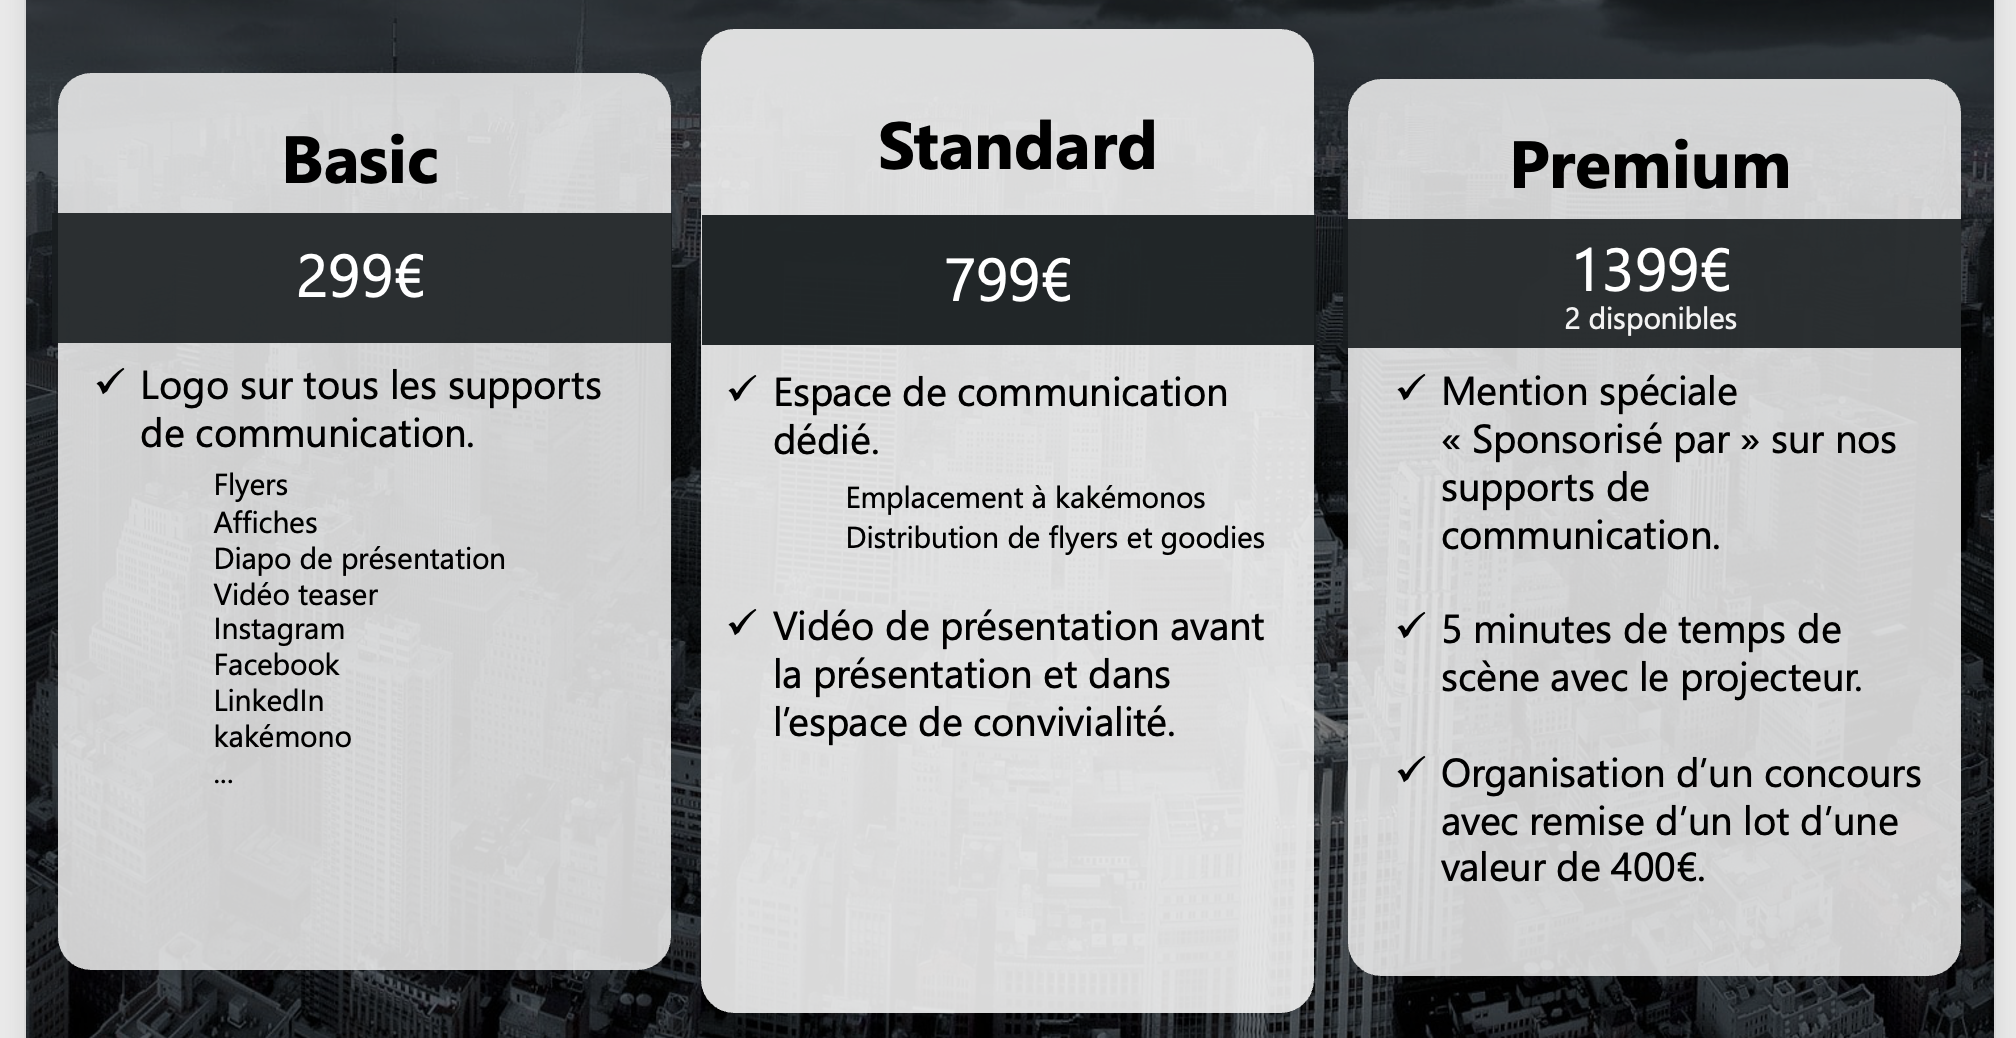 Basic
299€
✓ Logo sur tous les supports
de communication.
Flyers
Affiches
Diapo de présentation
Vidéo teaser
Instagram
Facebook
LinkedIn
kakémono
...
Standard
799€
✓ Espace de communication
dédié.
Emplacement à kakémonos
Distribution de flyers et goodies
✓ Vidéo de présentation avant
la présentation et dans
l’espace de convivialité.
Premium
1399€
2 disponibles
✓ Mention spéciale
« Sponsorisé par » sur nos
supports de
communication.
✓ 5 minutes de temps de
scène avec le projecteur.
✓ Organisation d’un concours
avec remise d’un lot d’une
valeur de 400€.